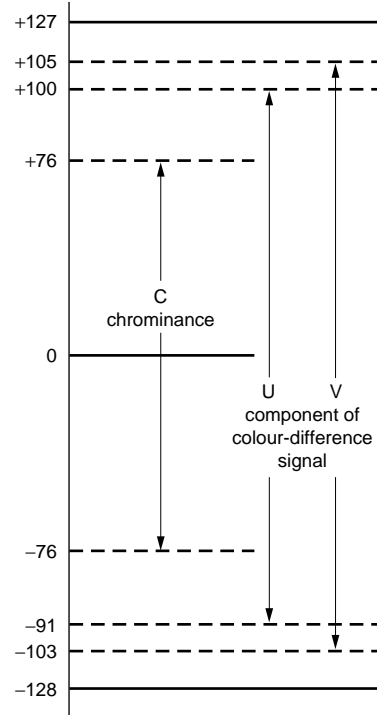 +127
+105
+100
+76
C
chrominance
0
U V
component of
colour-difference
signal
−76
−91
−103
−128